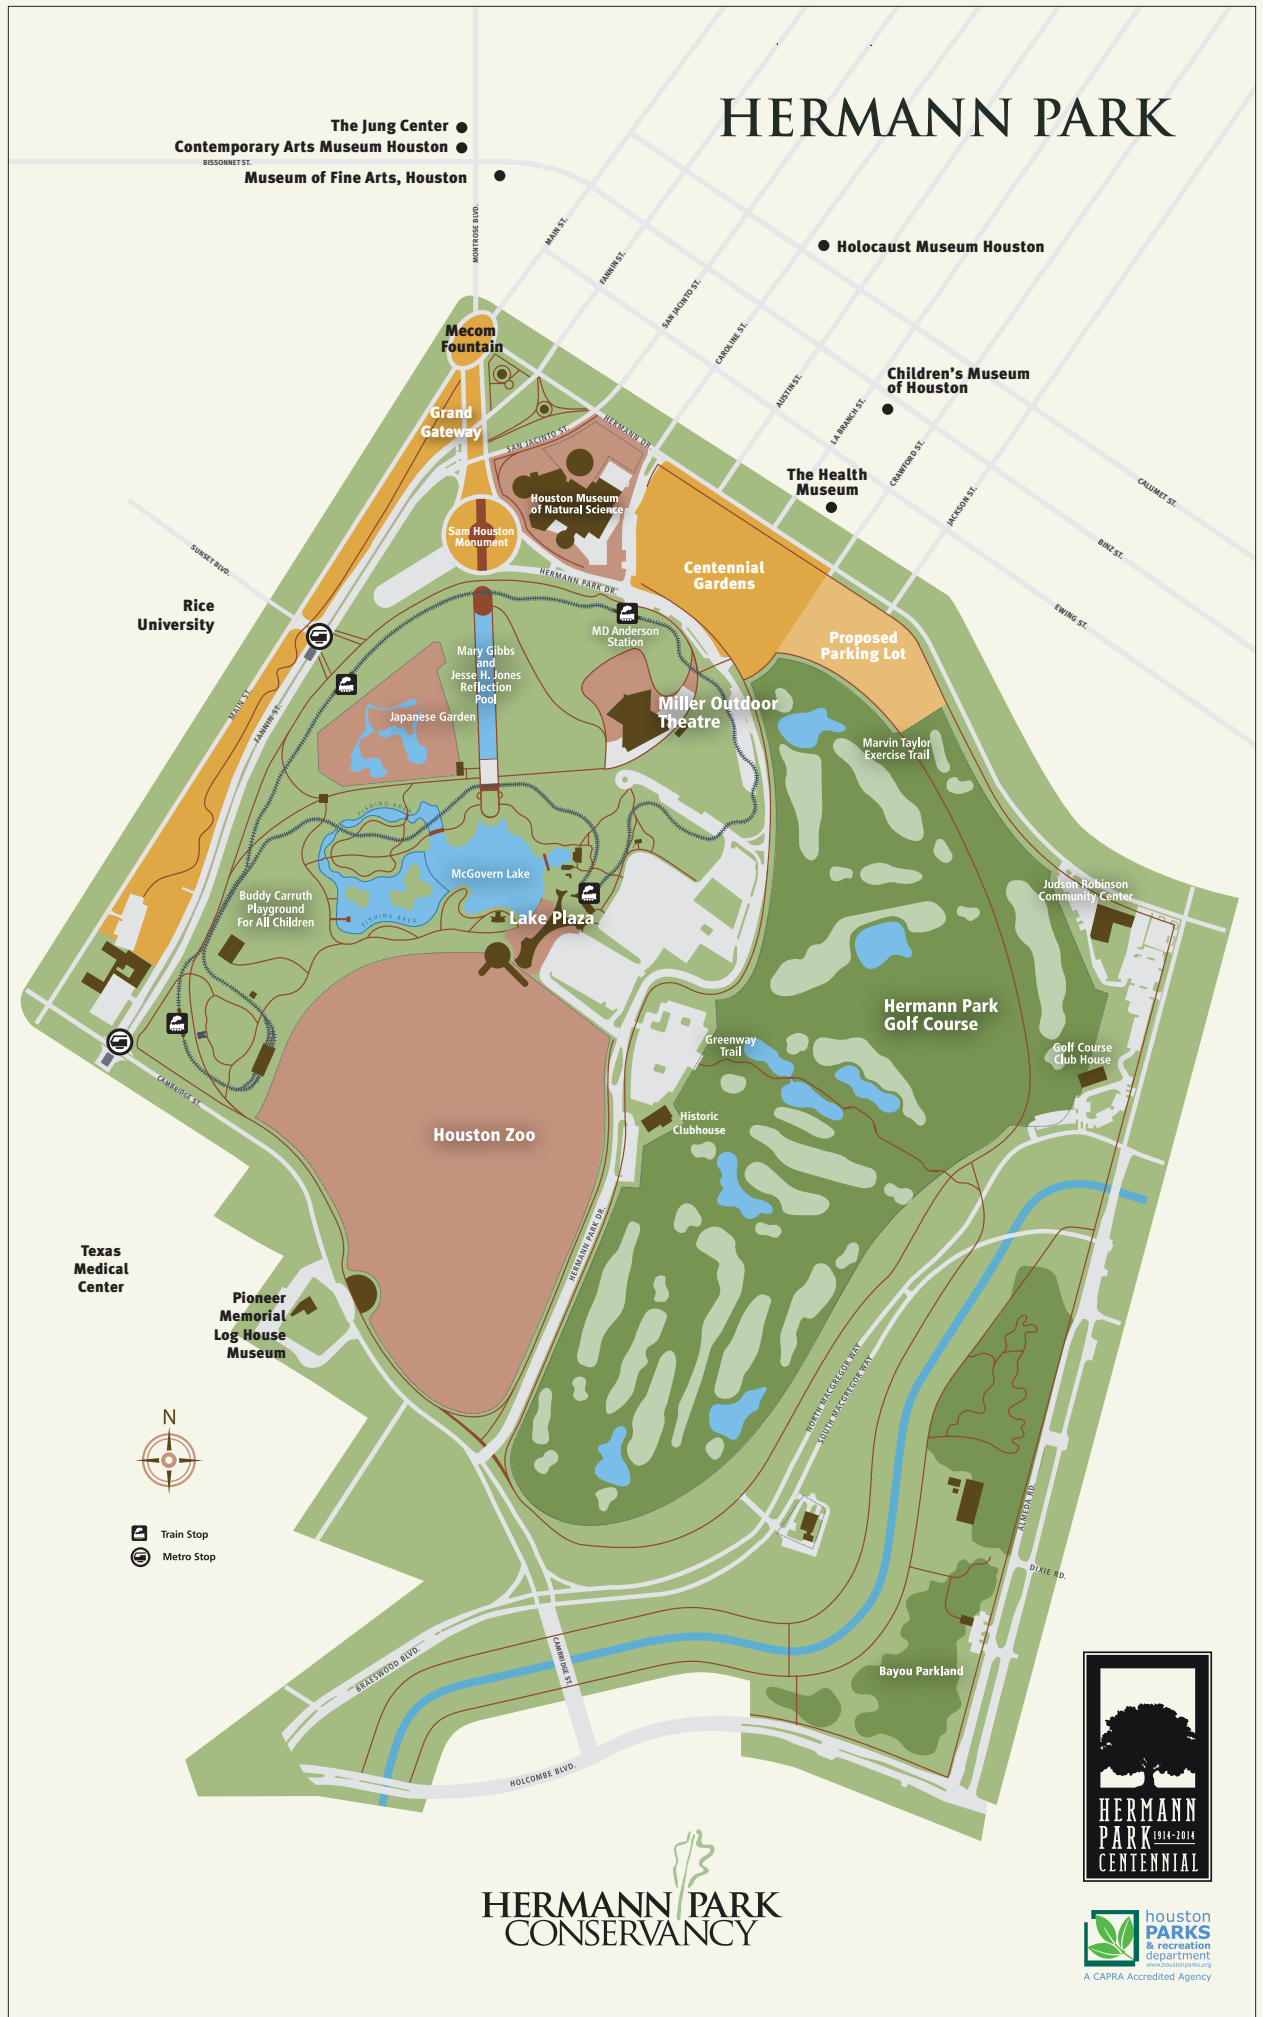 HERMANN PARK
The Jung Center
Contemporary Arts Museum Houston
BISSONNET ST.
Museum of Fine Arts, Houston
MONTROSE BLVD.
MAIN ST.
FANNIN ST.
SAN JACINTO ST.
CAROLINE ST.
AUSTIN ST.
LA BRANCH ST.
CRAWFORD ST.
JACKSON ST.
CALUMET ST.
BINZ ST.
EWING ST.
Holocaust Museum Houston
Children's Museum
of Houston
The Health
Museum
Mecom
Fountain
Grand
Gateway
SAN JACINTO ST.
HERMANN DR.
Houston Museum
of Natural Science
Sam Houston
Monument
HERMANN PARK DR.
Centennial
Gardens
Proposed
Parking Lot
SUNSET BLVD.
Rice
University
MD Anderson
Station
Mary Gibbs
and
Jesse H. Jones
Reflection
Pool
Japanese Garden
Miller Outdoor
Theatre
MAIN ST.
FANNIN ST.
Marvin Taylor
Exercise Trail
FISHING AREA
McGovern Lake
Buddy Carruth
Playground
For All Children
FISHING AREA
Lake Plaza
Judson Robinson
Community Center
Hermann Park
Golf Course
Greenway
Trail
Golf Course
Club House
CAMBRIDGE ST.
Historic
Clubhouse
Houston Zoo
HERMANN PARK DR.
Texas
Medical
Center
Pioneer
Memorial
Log House
Museum
NORTH MACGREGOR WAY
SOUTH MACGREGOR WAY
N
Train Stop
Metro Stop
ALMEDA RD.
DIXIE RD.
BRAESWOOD BLVD.
CAMBRIDGE ST.
Bayou Parkland
HOLCOMBE BLVD.
HERMANN
PARK 1914-2014
CENTENNIAL
HERMANN PARK
CONSERVANCY
houston
PARKS
& recreation
department
www.houstonparks.org
A CAPRA Accredited Agency